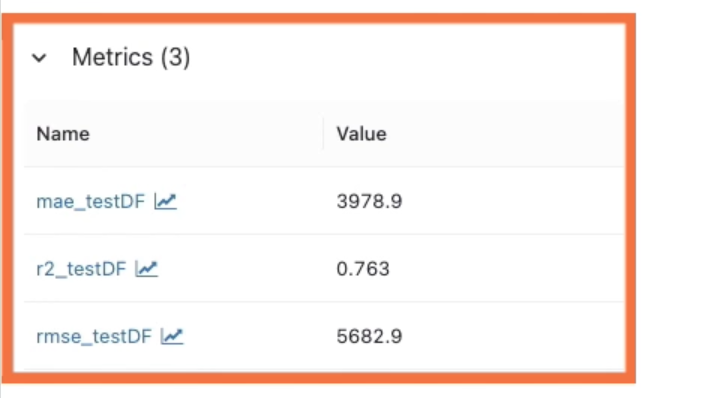 Metrics (3)
Name Value
mae_testDF 3978.9
r2_testDF 0.763
rmse_testDF 5682.9